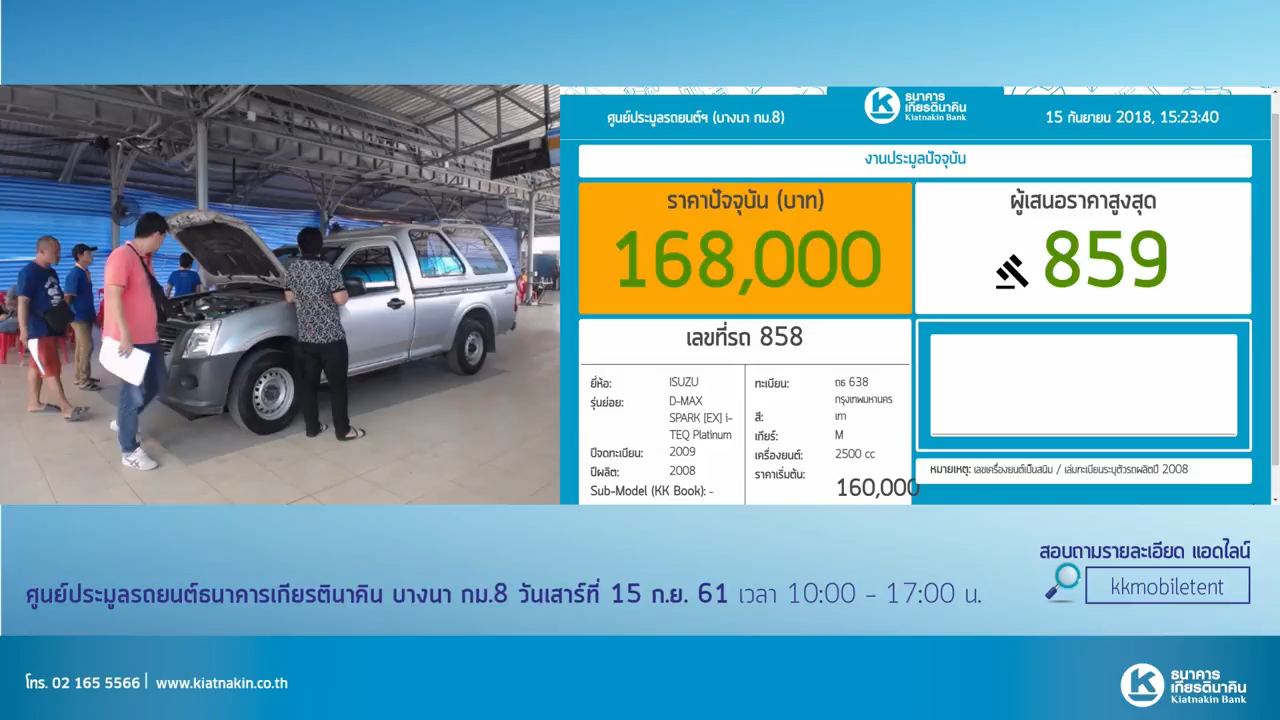 ศูนย์ประมูลรถยนต์ฯ (บางนา กม.8)
ธนาคาร
เกียรตินาคิน
Kiatnakin Bank
15 กันยายน 2018, 15:23:40
งานประมูลปัจจุบัน
ราคาปัจจุบัน (บาท)
168,000
ผู้เสนอราคาสูงสุด
859
เลขที่รถ 858
ยี่ห้อ: ISUZU
รุ่นย่อย: D-MAX
SPARK [EX] i-
TEQ Platinum
ปีจดทะเบียน: 2009
ปีผลิต: 2008
Sub-Model (KK Book): -
ทะเบียน: ถธ 638
กรุงเทพมหานคร
สี: เทา
เกียร์: M
เครื่องยนต์: 2500 cc
ราคาเริ่มต้น:
160,000
หมายเหตุ: เลขเครื่องยนต์เป็นสนิม / เล่มทะเบียนระบุตัวรถผลิตปี 2008
สอบถามรายละเอียด แอดไลน์
kkmobiletent
ศูนย์ประมูลรถยนต์ธนาคารเกียรตินาคิน บางนา กม.8 วันเสาร์ที่ 15 ก.ย. 61 เวลา 10:00 - 17:00 น.
โทร. 02 165 5566 | www.kiatnakin.co.th
ธนาคาร
เกียรตินาคิน
Kiatnakin Bank